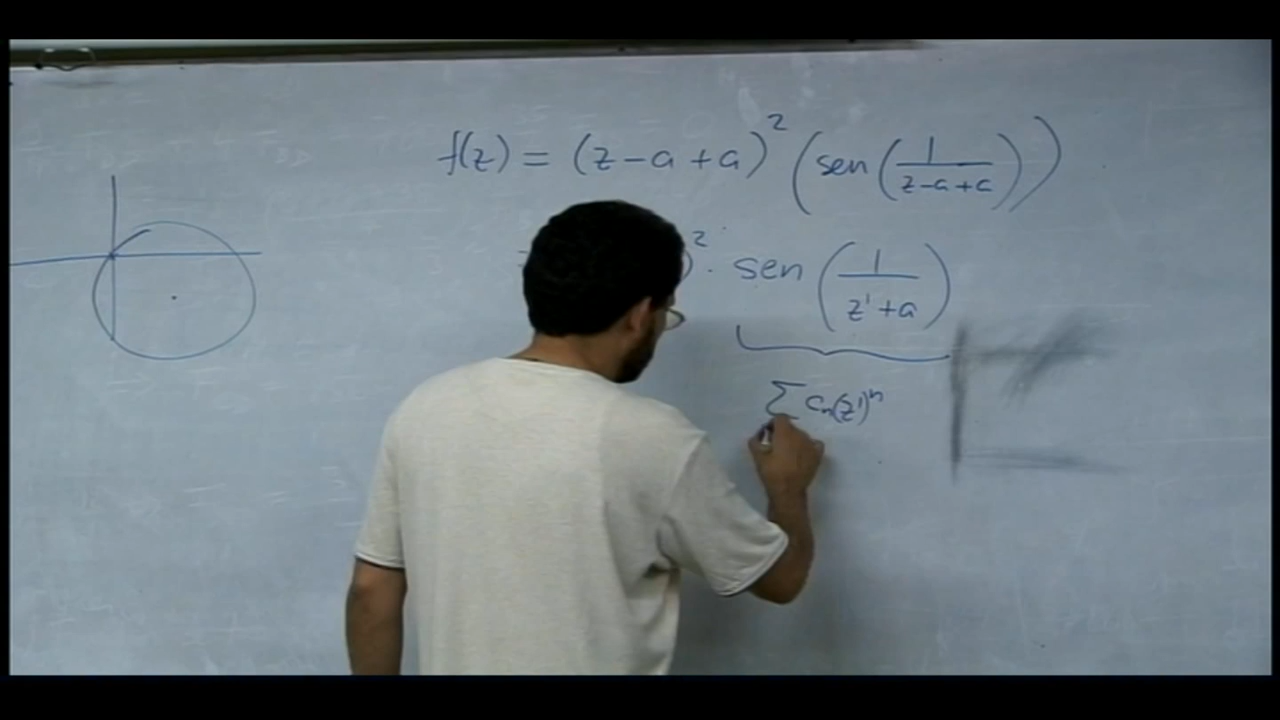 f(z) = (z-a+a)² (sen(1/(z-a+a)))
)² · sen(1/(z'+a))
∑ cₙ(z')ⁿ